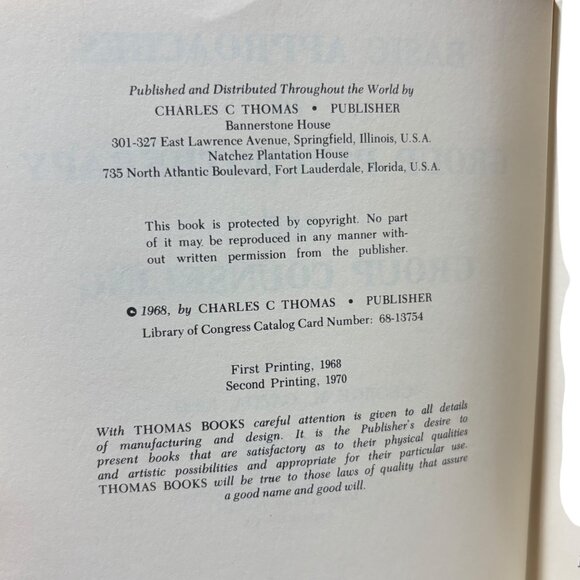 Published and Distributed Throughout the World by
CHARLES C THOMAS • PUBLISHER
Bannerstone House
301-327 East Lawrence Avenue, Springfield, Illinois, U.S.A.
Natchez Plantation House
735 North Atlantic Boulevard, Fort Lauderdale, Florida, U.S.A.
This book is protected by copyright. No part
of it may be reproduced in any manner with-
out written permission from the publisher.
© 1968, by CHARLES C THOMAS • PUBLISHER
Library of Congress Catalog Card Number: 68-13754
First Printing, 1968
Second Printing, 1970
With THOMAS BOOKS careful attention is given to all details
of manufacturing and design. It is the Publisher's desire to
present books that are satisfactory as to their physical qualities
and artistic possibilities and appropriate for their particular use.
THOMAS BOOKS will be true to those laws of quality that assure
a good name and good will.